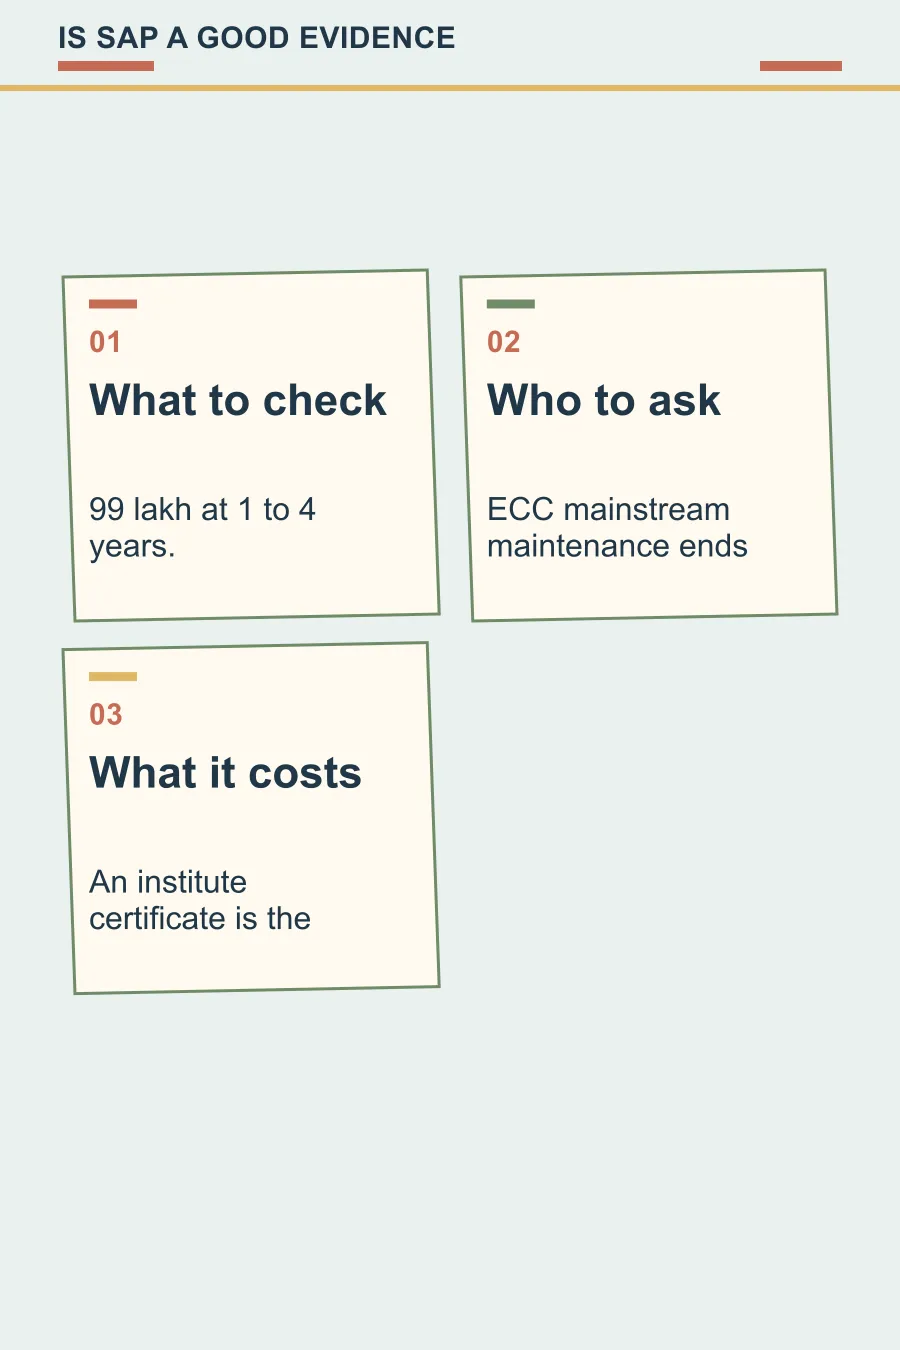 IS SAP A GOOD EVIDENCE
01
What to check
99 lakh at 1 to 4
years.
02
Who to ask
ECC mainstream
maintenance ends
03
What it costs
An institute
certificate is the